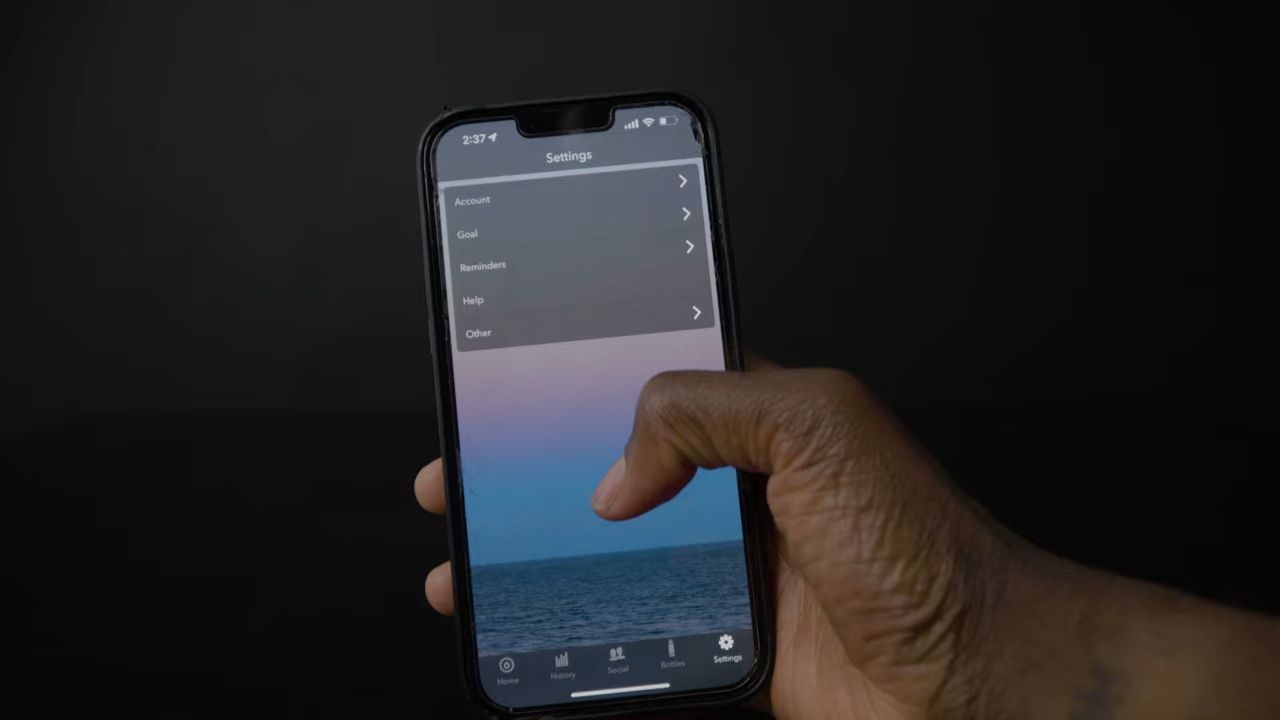 2:37
Settings
Account
Goal
Reminders
Help
Other
Home History Social Bottles Settings